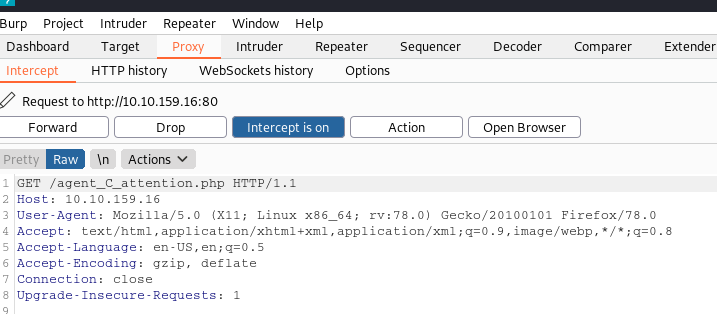 Burp Project Intruder Repeater Window Help
Dashboard Target Proxy Intruder Repeater Sequencer Decoder Comparer Extender
Intercept HTTP history WebSockets history Options
Request to http://10.10.159.16:80
Forward Drop Intercept is on Action Open Browser
Pretty Raw \n Actions
1 GET /agent_C_attention.php HTTP/1.1
2 Host: 10.10.159.16
3 User-Agent: Mozilla/5.0 (X11; Linux x86_64; rv:78.0) Gecko/20100101 Firefox/78.0
4 Accept: text/html,application/xhtml+xml,application/xml;q=0.9,image/webp,*/*;q=0.8
5 Accept-Language: en-US,en;q=0.5
6 Accept-Encoding: gzip, deflate
7 Connection: close
8 Upgrade-Insecure-Requests: 1
9